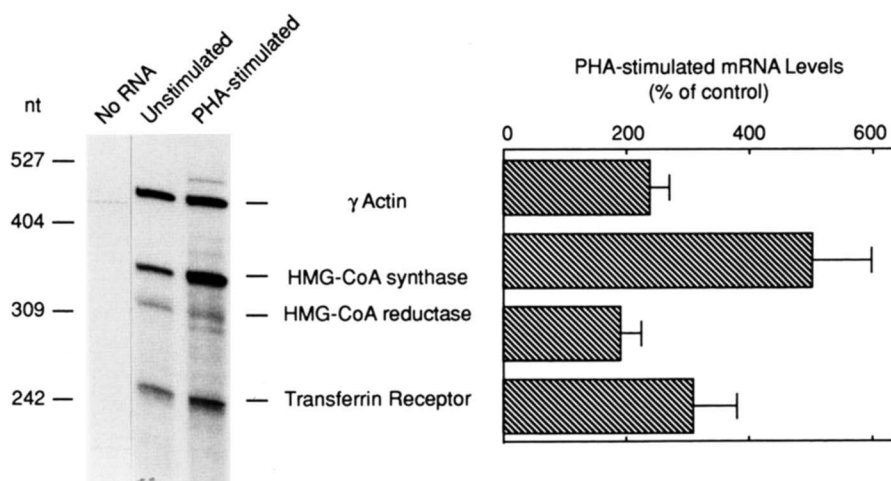 nt
No RNA
Unstimulated
PHA-stimulated
527
404
309
242
γ Actin
HMG-CoA synthase
HMG-CoA reductase
Transferrin Receptor
PHA-stimulated mRNA Levels
(% of control)
0 200 400 600